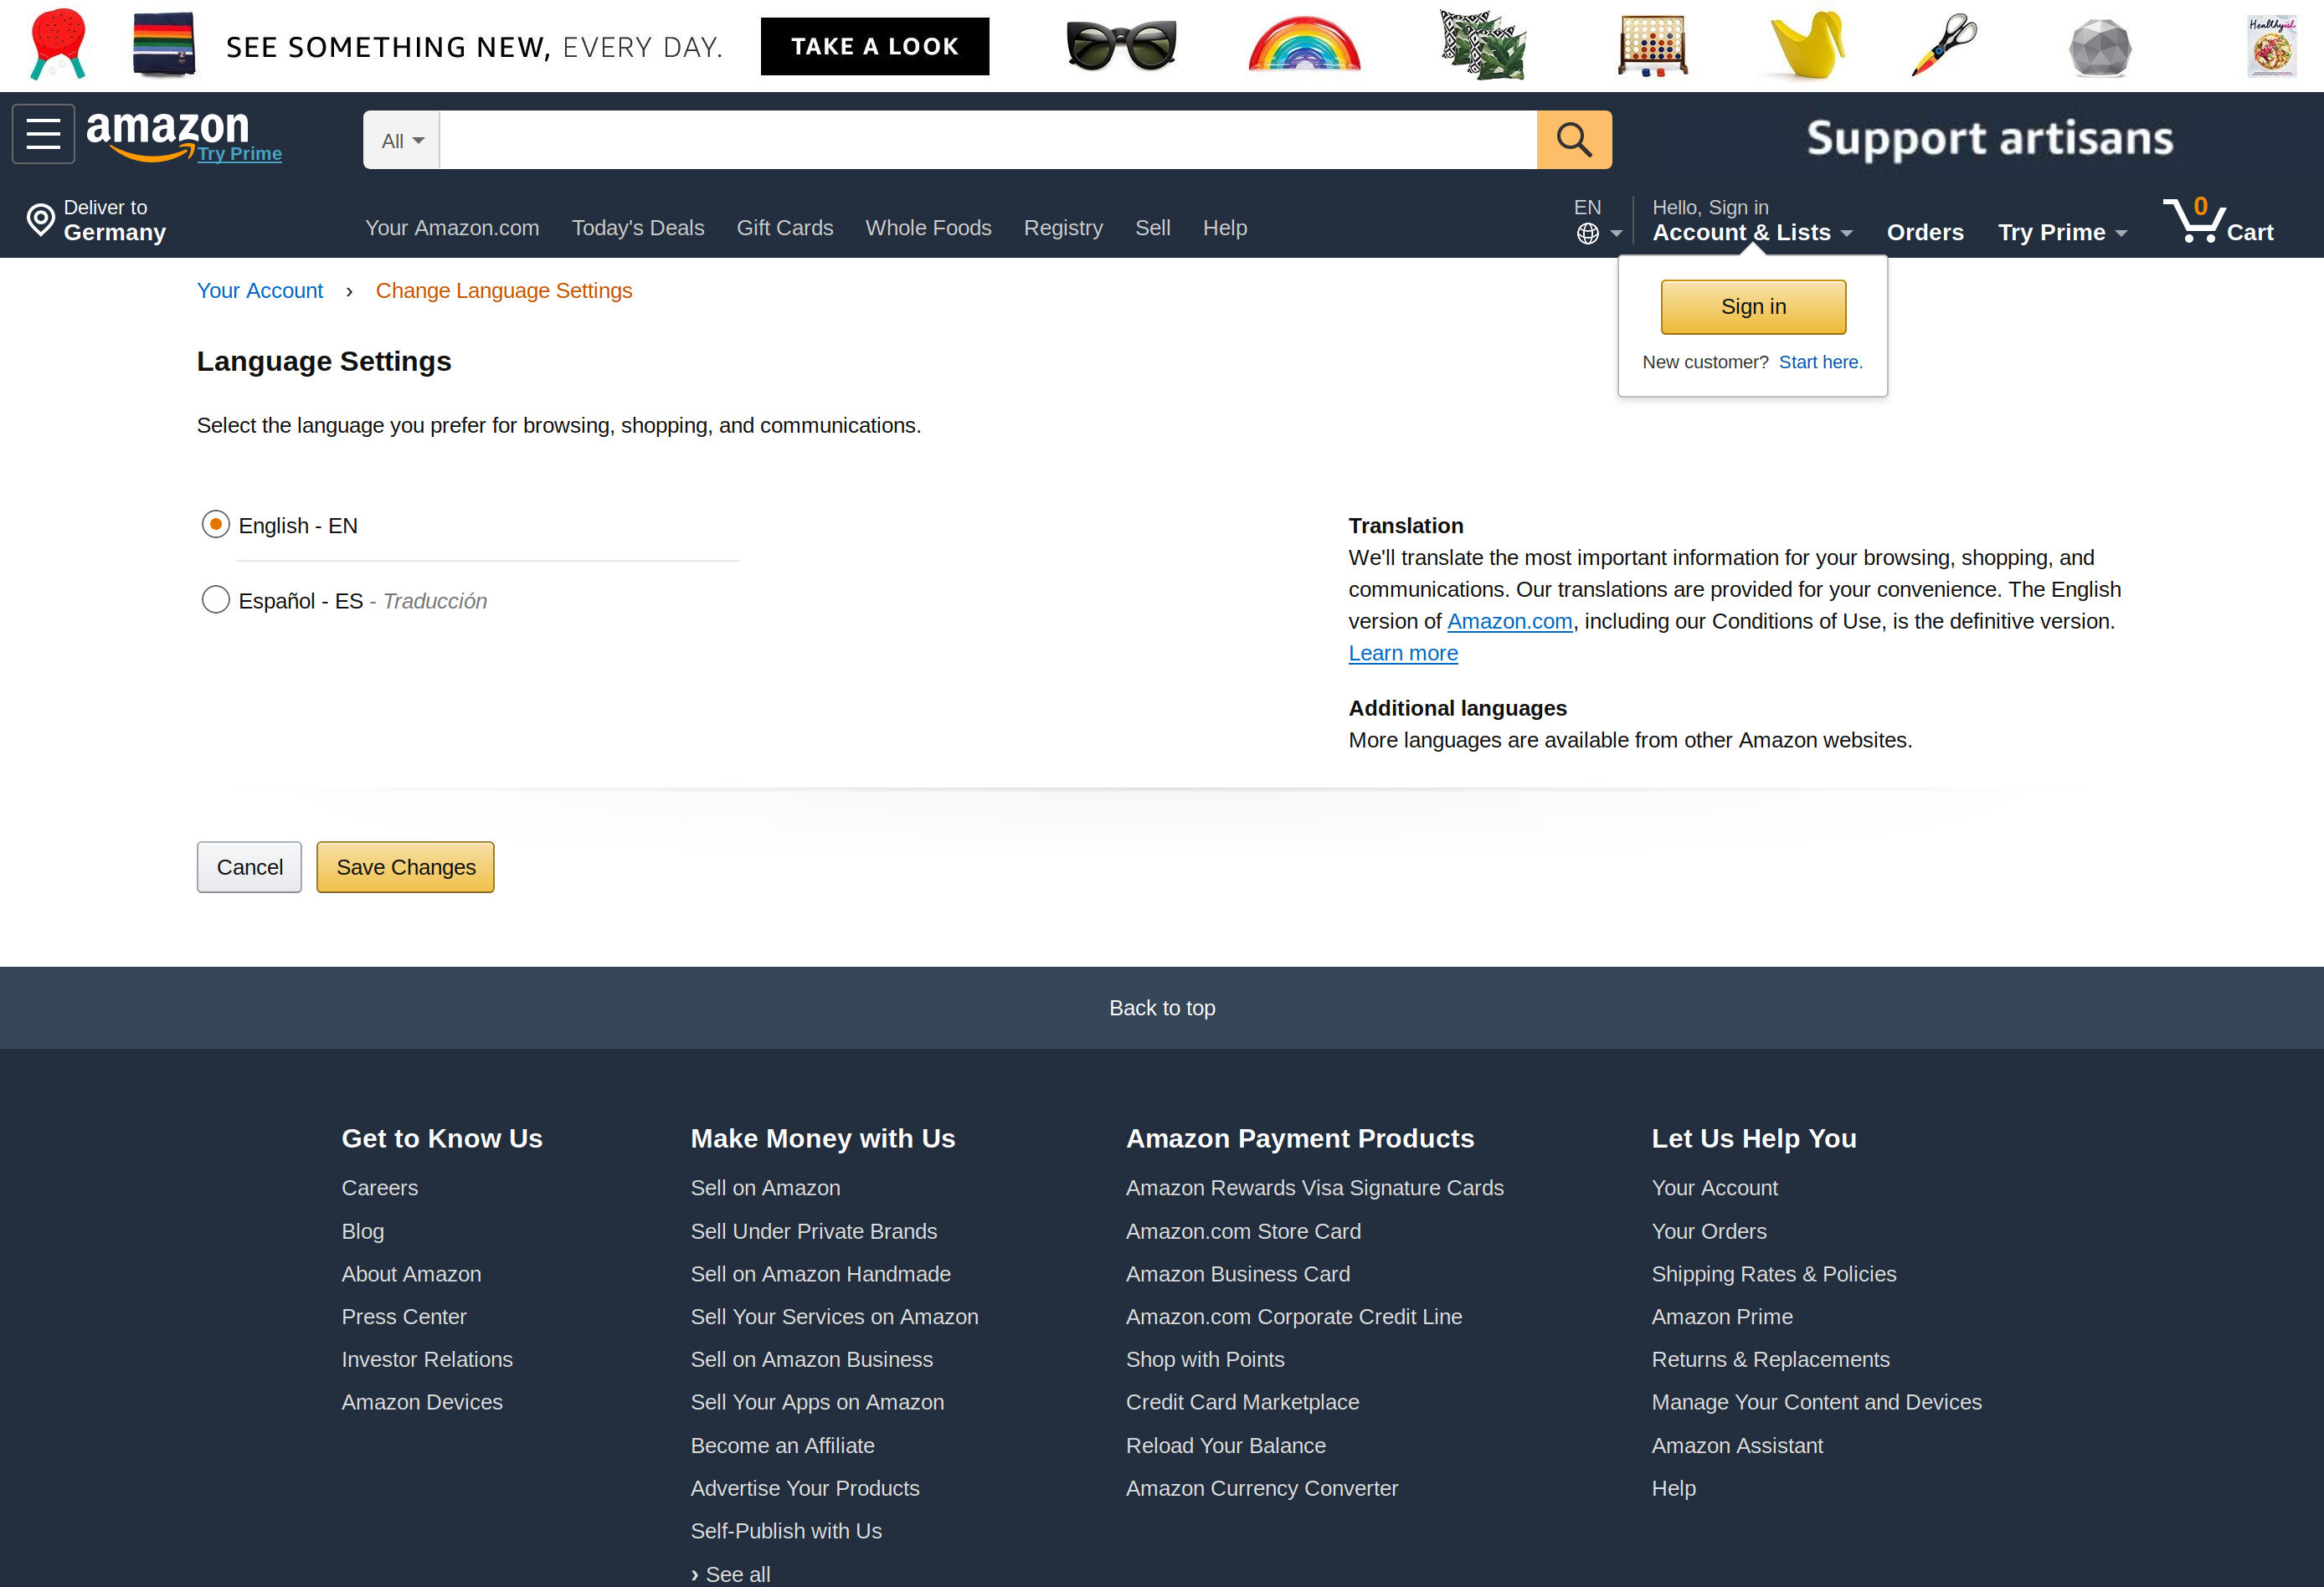 SEE SOMETHING NEW, EVERY DAY. TAKE A LOOK
Healthyish
amazon
Try Prime
All
Support artisans
Deliver to
Germany
Your Amazon.com Today's Deals Gift Cards Whole Foods Registry Sell Help
EN
Hello, Sign in
Account & Lists
Orders
Try Prime
0
Cart
Your Account › Change Language Settings
Sign in
New customer? Start here.
Language Settings
Select the language you prefer for browsing, shopping, and communications.
English - EN
Español - ES - Traducción
Translation
We'll translate the most important information for your browsing, shopping, and
communications. Our translations are provided for your convenience. The English
version of Amazon.com, including our Conditions of Use, is the definitive version.
Learn more
Additional languages
More languages are available from other Amazon websites.
Cancel
Save Changes
Back to top
Get to Know Us
Careers
Blog
About Amazon
Press Center
Investor Relations
Amazon Devices
Make Money with Us
Sell on Amazon
Sell Under Private Brands
Sell on Amazon Handmade
Sell Your Services on Amazon
Sell on Amazon Business
Sell Your Apps on Amazon
Become an Affiliate
Advertise Your Products
Self-Publish with Us
› See all
Amazon Payment Products
Amazon Rewards Visa Signature Cards
Amazon.com Store Card
Amazon Business Card
Amazon.com Corporate Credit Line
Shop with Points
Credit Card Marketplace
Reload Your Balance
Amazon Currency Converter
Let Us Help You
Your Account
Your Orders
Shipping Rates & Policies
Amazon Prime
Returns & Replacements
Manage Your Content and Devices
Amazon Assistant
Help